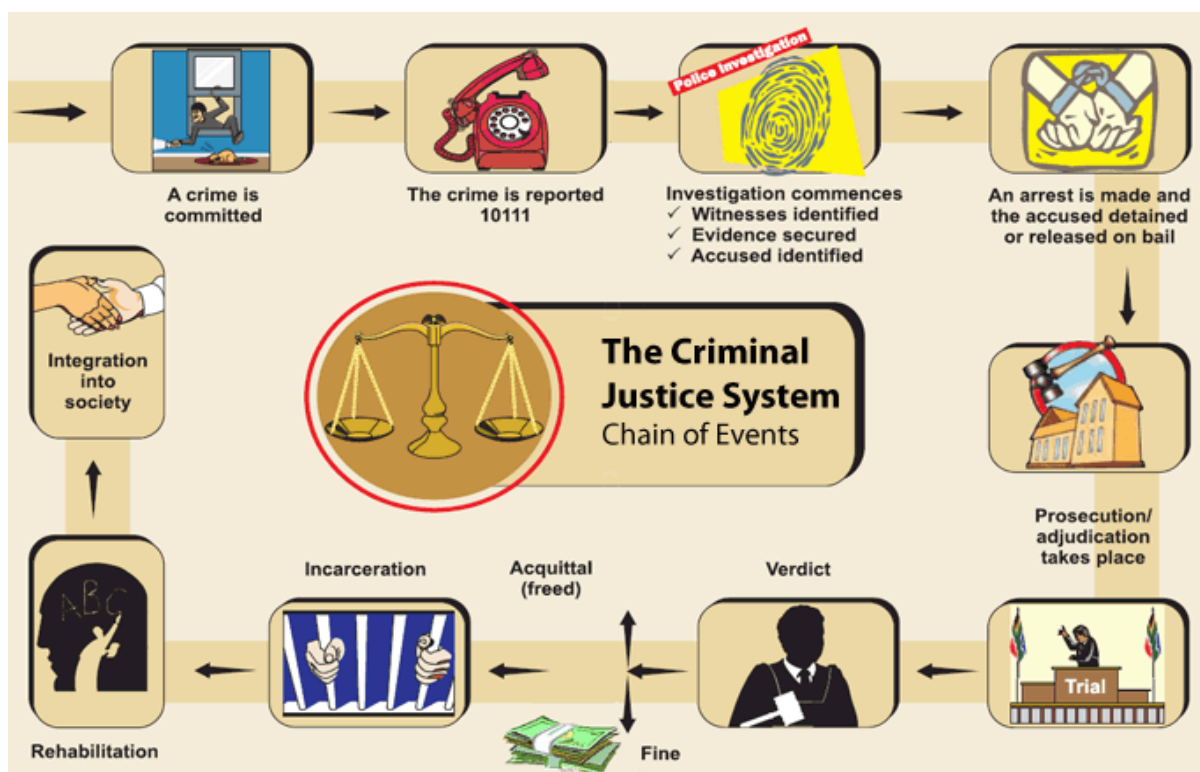 A crime is
committed
The crime is reported
10111
Police Investigation
Investigation commences
✓ Witnesses identified
✓ Evidence secured
✓ Accused identified
An arrest is made and
the accused detained
or released on bail
The Criminal
Justice System
Chain of Events
Prosecution/
adjudication
takes place
Trial
Verdict
Acquittal
(freed)
Fine
Incarceration
ABC
Rehabilitation
Integration
into
society